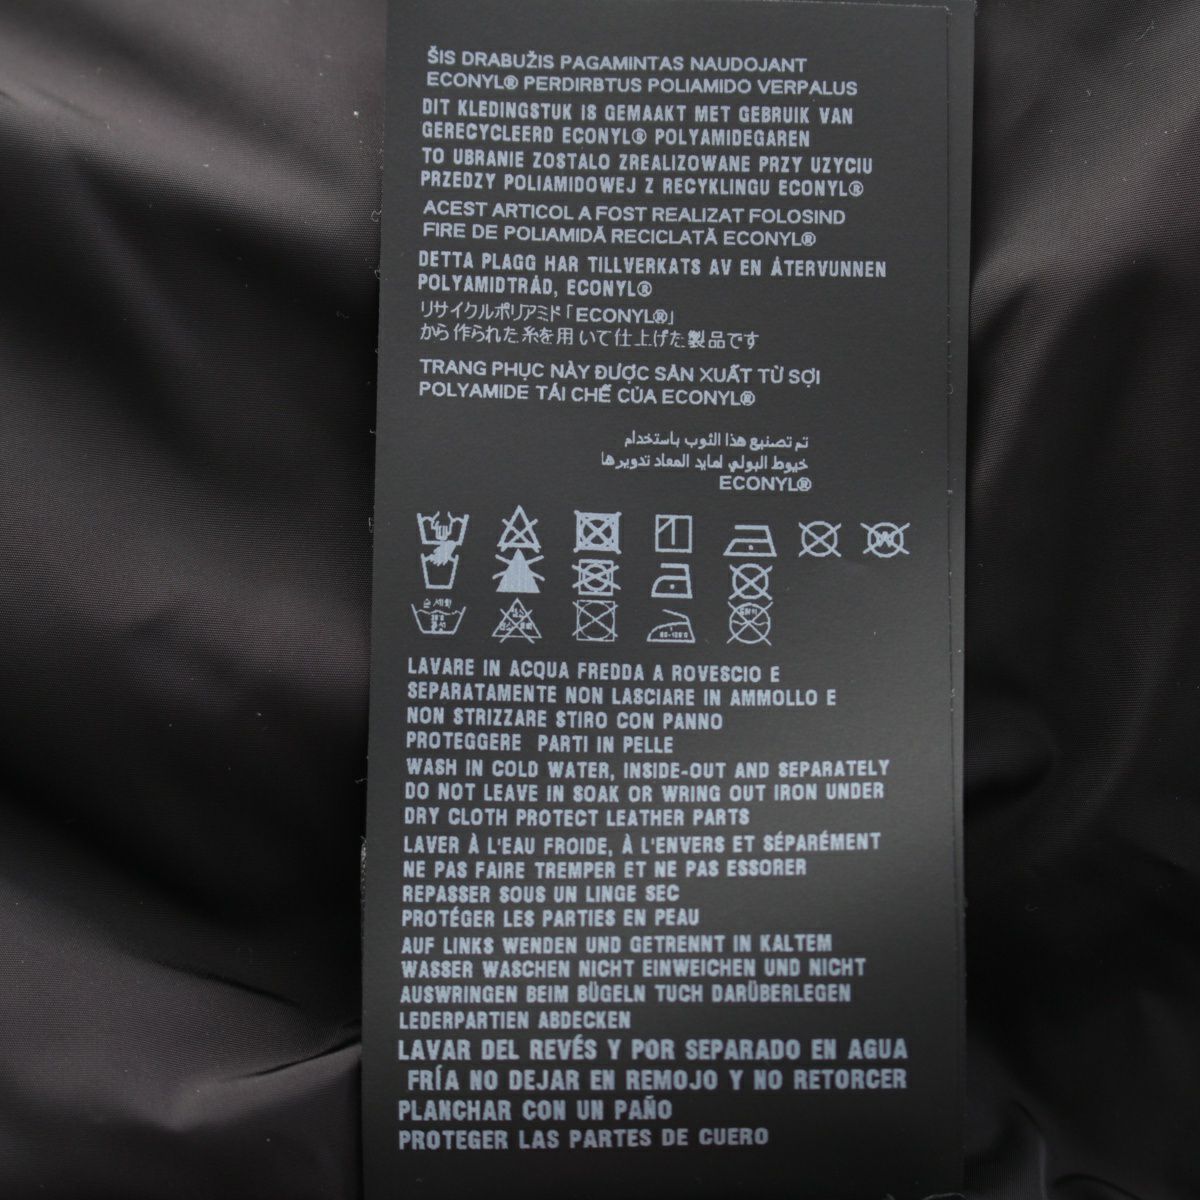 ŠIS DRABUŽIS PAGAMINTAS NAUDOJANT
ECONYL® PERDIRBTUS POLIAMIDO VERPALUS
DIT KLEDINGSTUK IS GEMAAKT MET GEBRUIK VAN
GERECYCLEERD ECONYL® POLYAMIDEGAREN
TO UBRANIE ZOSTALO ZREALIZOWANE PRZY UZYCIU
PRZEDZY POLIAMIDOWEJ Z RECYKLINGU ECONYL®
ACEST ARTICOL A FOST REALIZAT FOLOSIND
FIRE DE POLIAMIDĂ RECICLATĂ ECONYL®
DETTA PLAGG HAR TILLVERKATS AV EN ÅTERVUNNEN
POLYAMIDTRÅD, ECONYL®
リサイクルポリアミド「ECONYL®」
から作られた糸を用いて仕上げた製品です
TRANG PHỤC NÀY ĐƯỢC SẢN XUẤT TỪ SỢI
POLYAMIDE TÁI CHẾ CỦA ECONYL®
تم تصنيع هذا الثوب باستخدام
خيوط البولي لمايد المعاد تدويرها
ECONYL®
W
LAVARE IN ACQUA FREDDA A ROVESCIO E
SEPARATAMENTE NON LASCIARE IN AMMOLLO E
NON STRIZZARE STIRO CON PANNO
PROTEGGERE PARTI IN PELLE
WASH IN COLD WATER, INSIDE-OUT AND SEPARATELY
DO NOT LEAVE IN SOAK OR WRING OUT IRON UNDER
DRY CLOTH PROTECT LEATHER PARTS
LAVER À L'EAU FROIDE, À L'ENVERS ET SÉPARÉMENT
NE PAS FAIRE TREMPER ET NE PAS ESSORER
REPASSER SOUS UN LINGE SEC
PROTÉGER LES PARTIES EN PEAU
AUF LINKS WENDEN UND GETRENNT IN KALTEM
WASSER WASCHEN NICHT EINWEICHEN UND NICHT
AUSWRINGEN BEIM BÜGELN TUCH DARÜBERLEGEN
LEDERPARTIEN ABDECKEN
LAVAR DEL REVÉS Y POR SEPARADO EN AGUA
FRÍA NO DEJAR EN REMOJO Y NO RETORCER
PLANCHAR CON UN PAÑO
PROTEGER LAS PARTES DE CUERO